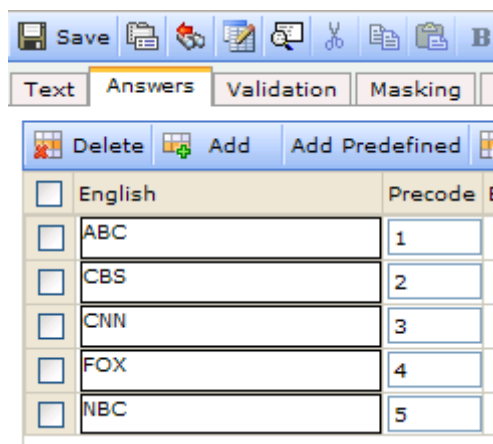 Save B
Text Answers Validation Masking
Delete Add Add Predefined
English Precode
ABC 1
CBS 2
CNN 3
FOX 4
NBC 5